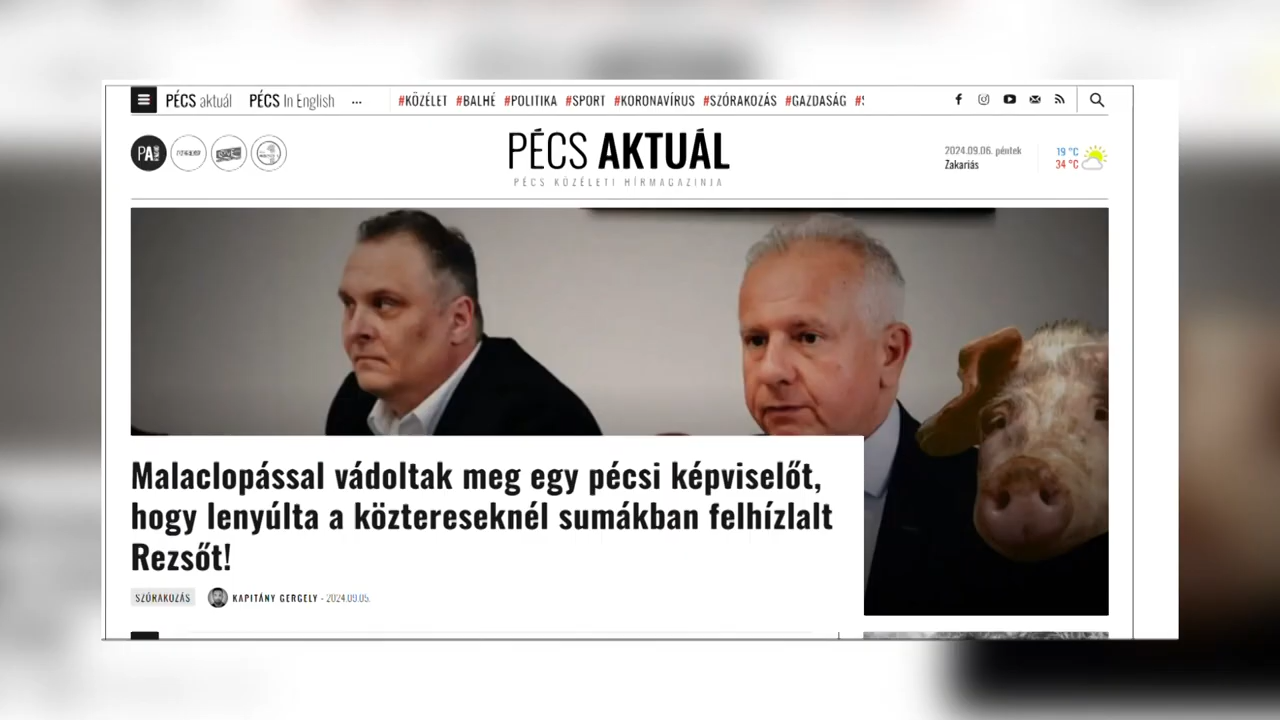 PÉCS aktuál PÉCS In English ... #KÖZÉLET #BALHÉ #POLITIKA #SPORT #KORONAVÍRUS #SZÓRAKOZÁS #GAZDASÁG
PA
PÉCS AKTUÁL
PÉCS KÖZÉLETI HÍRMAGAZINJA
2024.09.06. péntek
Zakariás
19 °C
34 °C
Malaclopással vádoltak meg egy pécsi képviselőt,
hogy lenyúlta a köztereseknél sumákban felhízlalt
Rezsőt!
SZÓRAKOZÁS KAPITÁNY GERGELY - 2024.09.05.